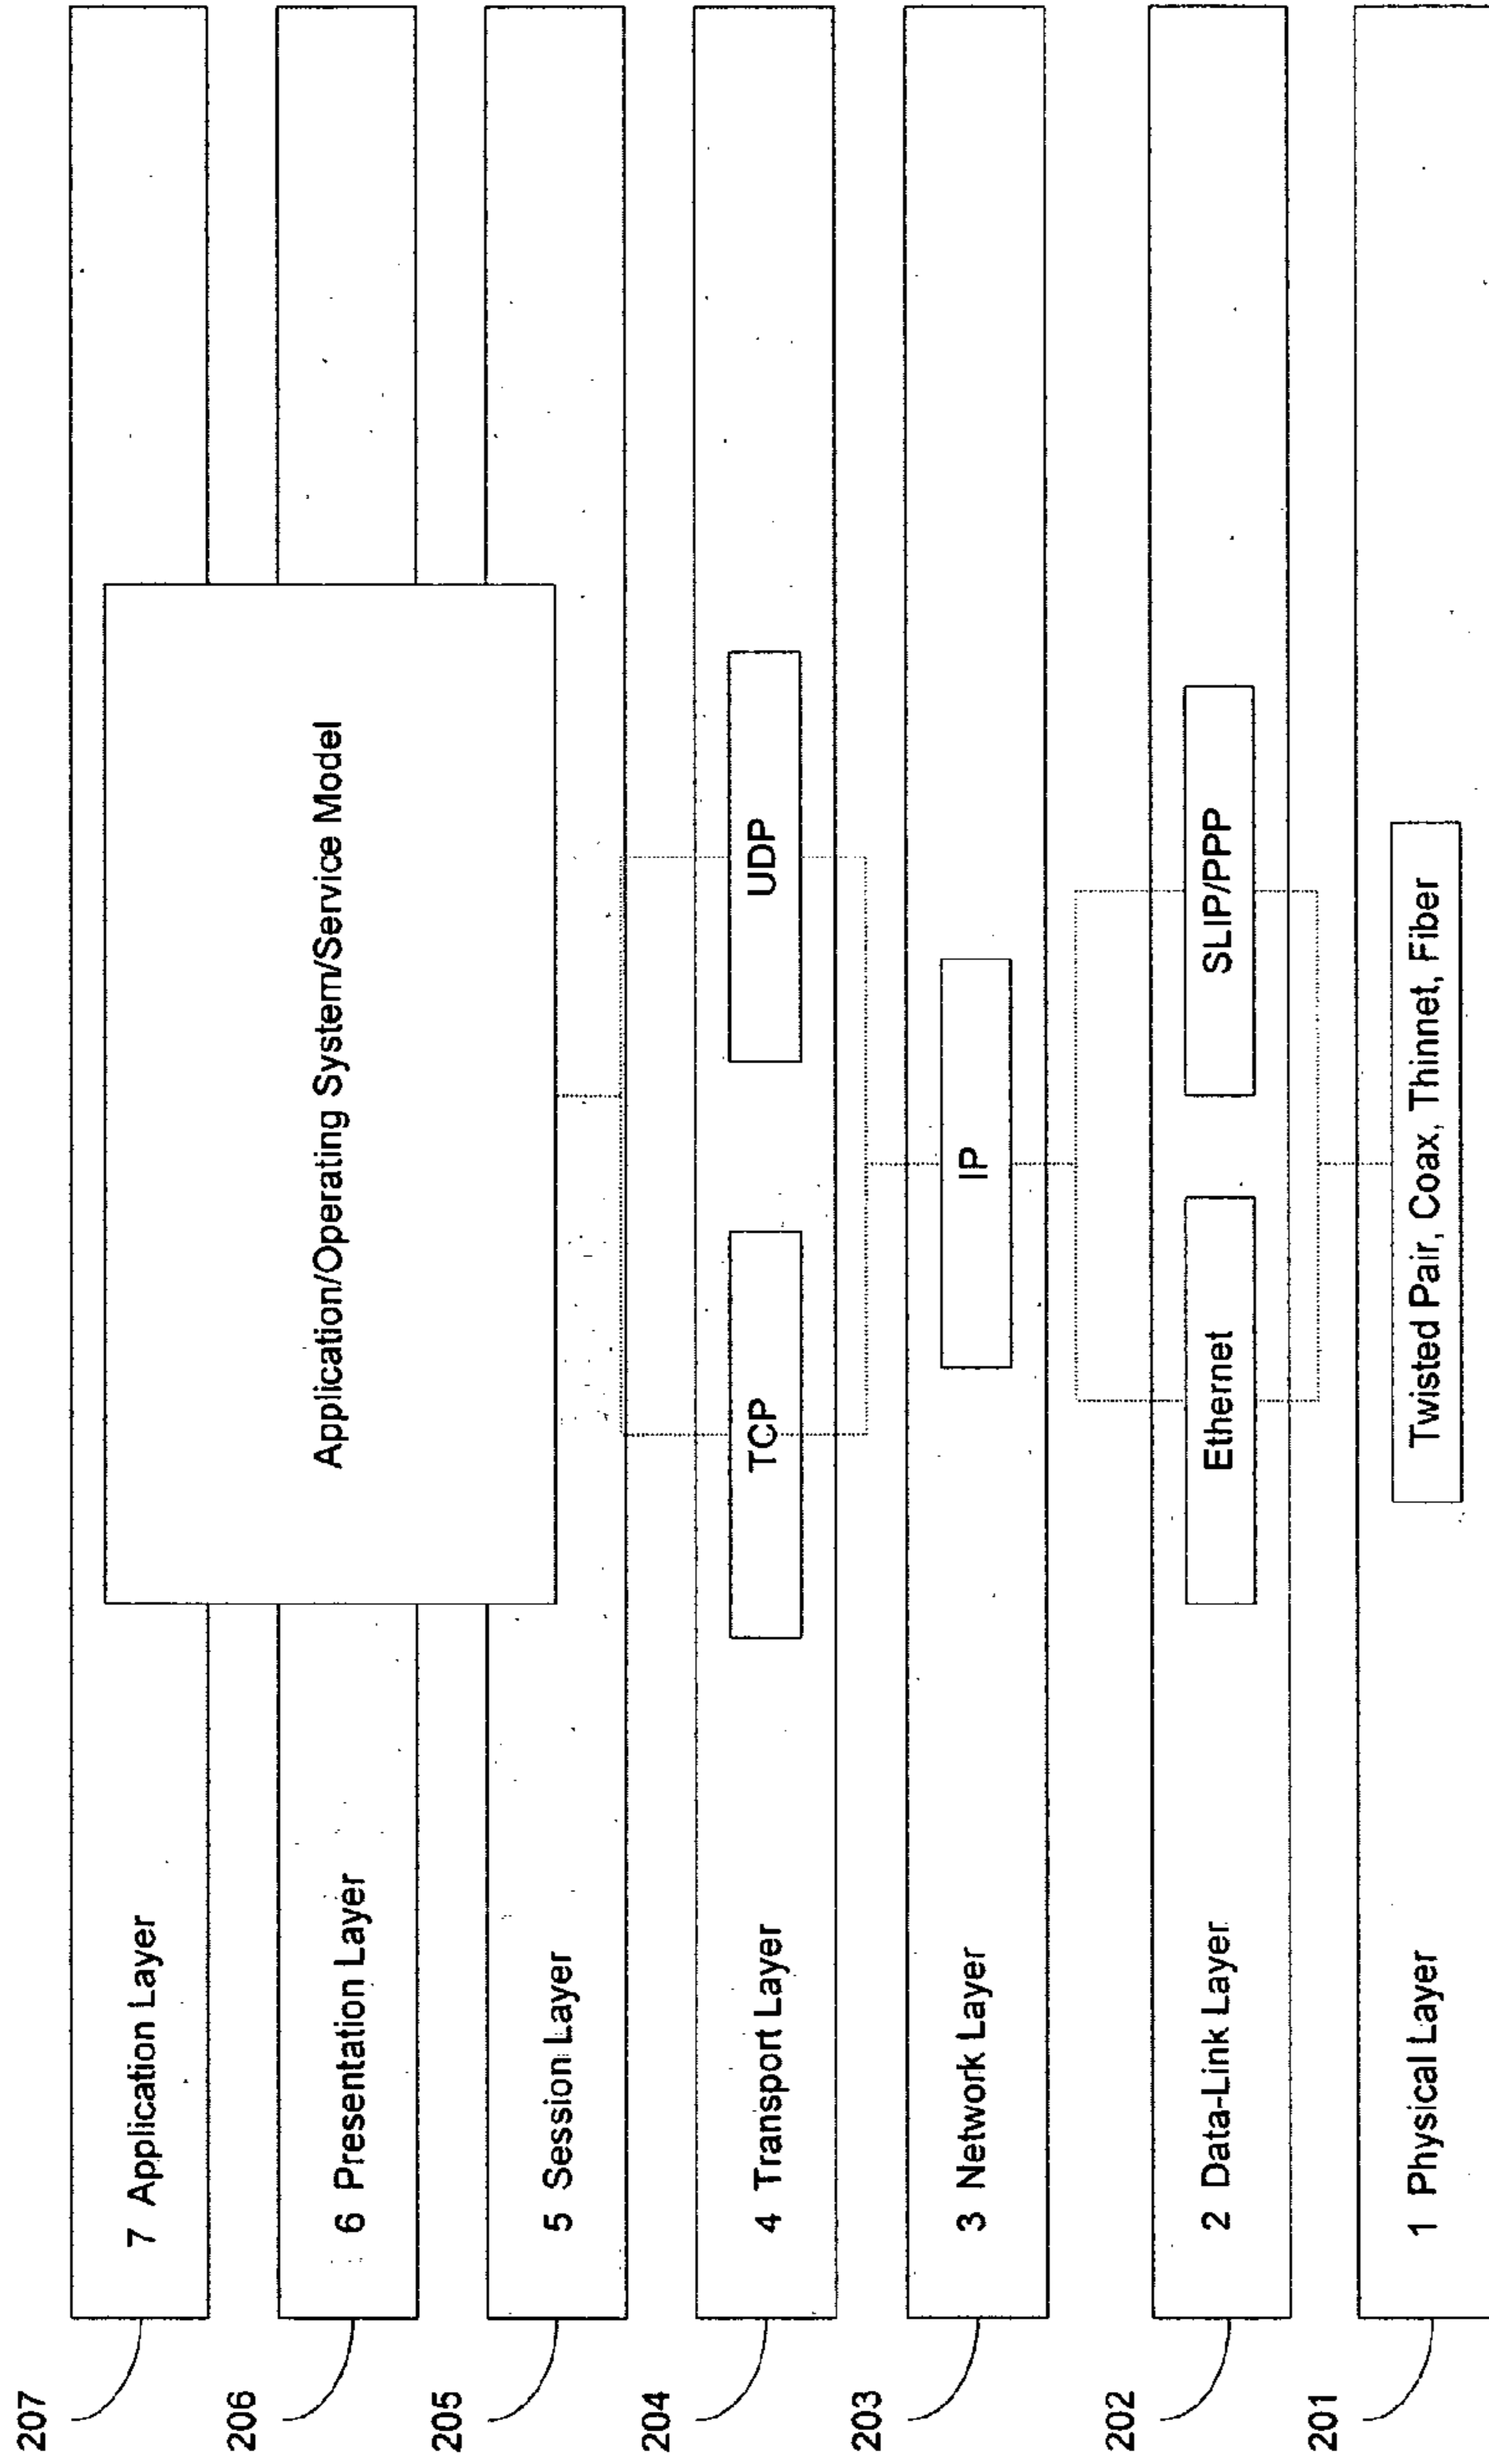 207
7 Application Layer
206
6 Presentation Layer
Application/Operating System/Service Model
205
5 Session Layer
204
4 Transport Layer
TCP
UDP
203
3 Network Layer
IP
202
2 Data-Link Layer
Ethernet
SLIP/PPP
201
1 Physical Layer
Twisted Pair, Coax, Thinnet, Fiber